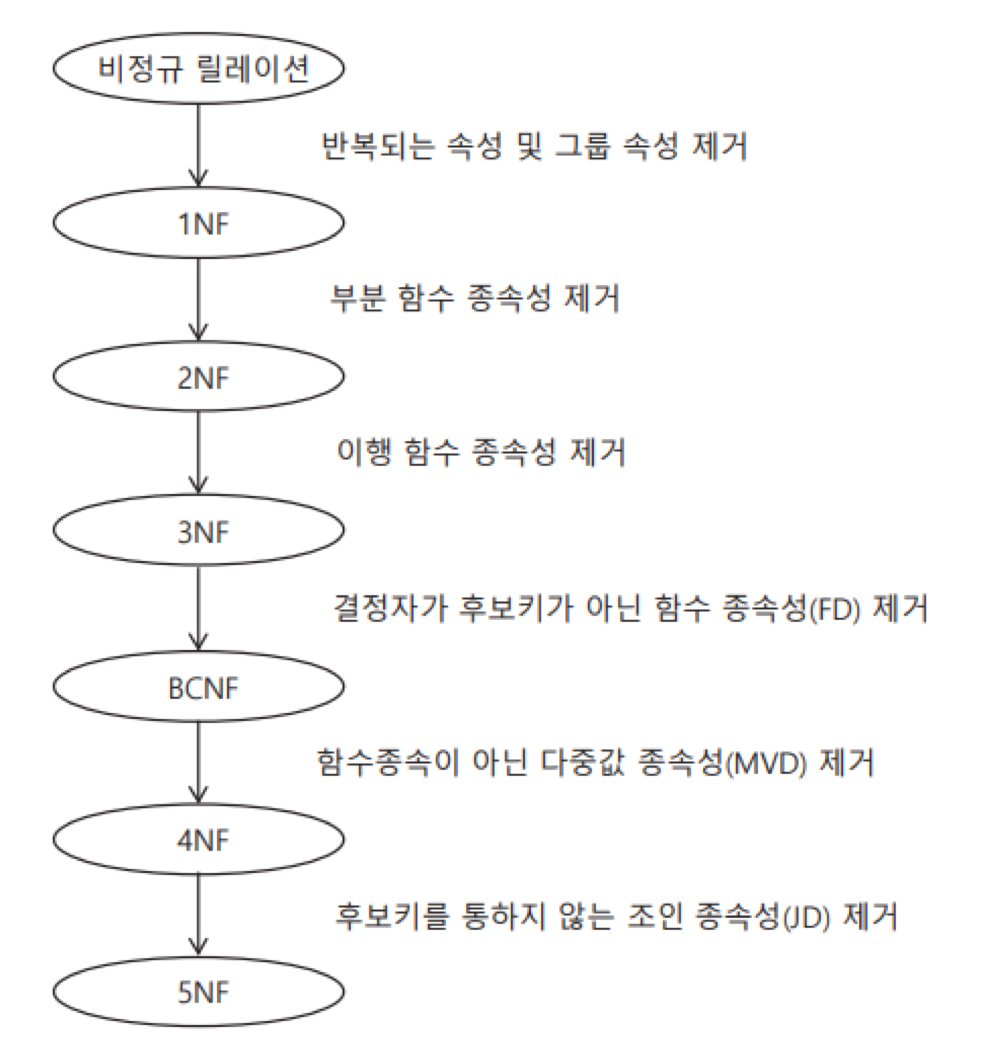 비정규 릴레이션
반복되는 속성 및 그룹 속성 제거
1NF
부분 함수 종속성 제거
2NF
이행 함수 종속성 제거
3NF
결정자가 후보키가 아닌 함수 종속성(FD) 제거
BCNF
함수종속이 아닌 다중값 종속성(MVD) 제거
4NF
후보키를 통하지 않는 조인 종속성(JD) 제거
5NF